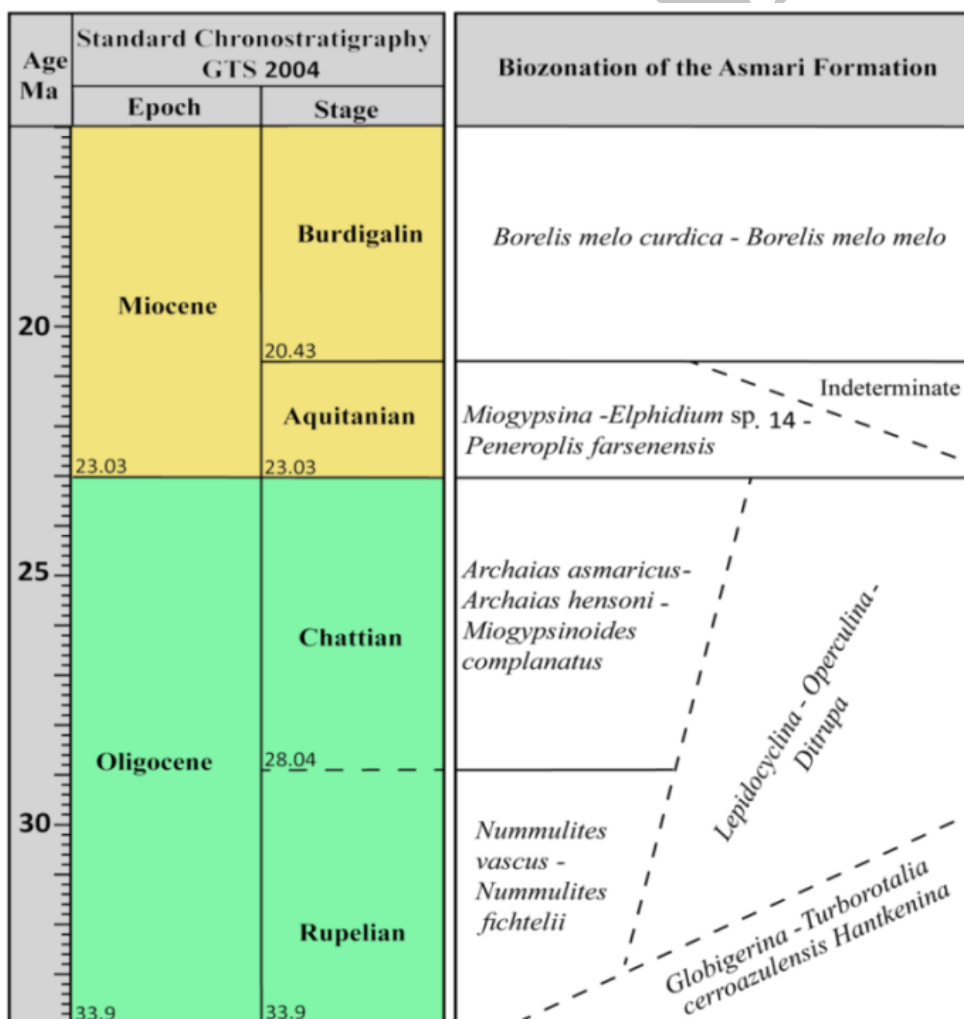 Age
Ma
Standard Chronostratigraphy
GTS 2004
Epoch
Stage
Biozonation of the Asmari Formation
Burdigalin
Borelis melo curdica - Borelis melo melo
Miocene
20
20.43
Indeterminate
Aquitanian
Miogypsina -Elphidium sp. 14 -
Peneroplis farsenensis
23.03
23.03
25
Archaias asmaricus-
Archaias hensoni -
Miogypsinoides
complanatus
Chattian
Lepidocyclina - Operculina -
Ditrupa
Oligocene
28.04
30
Nummulites
vascus -
Nummulites
fichtelii
Rupelian
Globigerina -Turborotalia
cerroazulensis Hantkenina
33.9
33.9